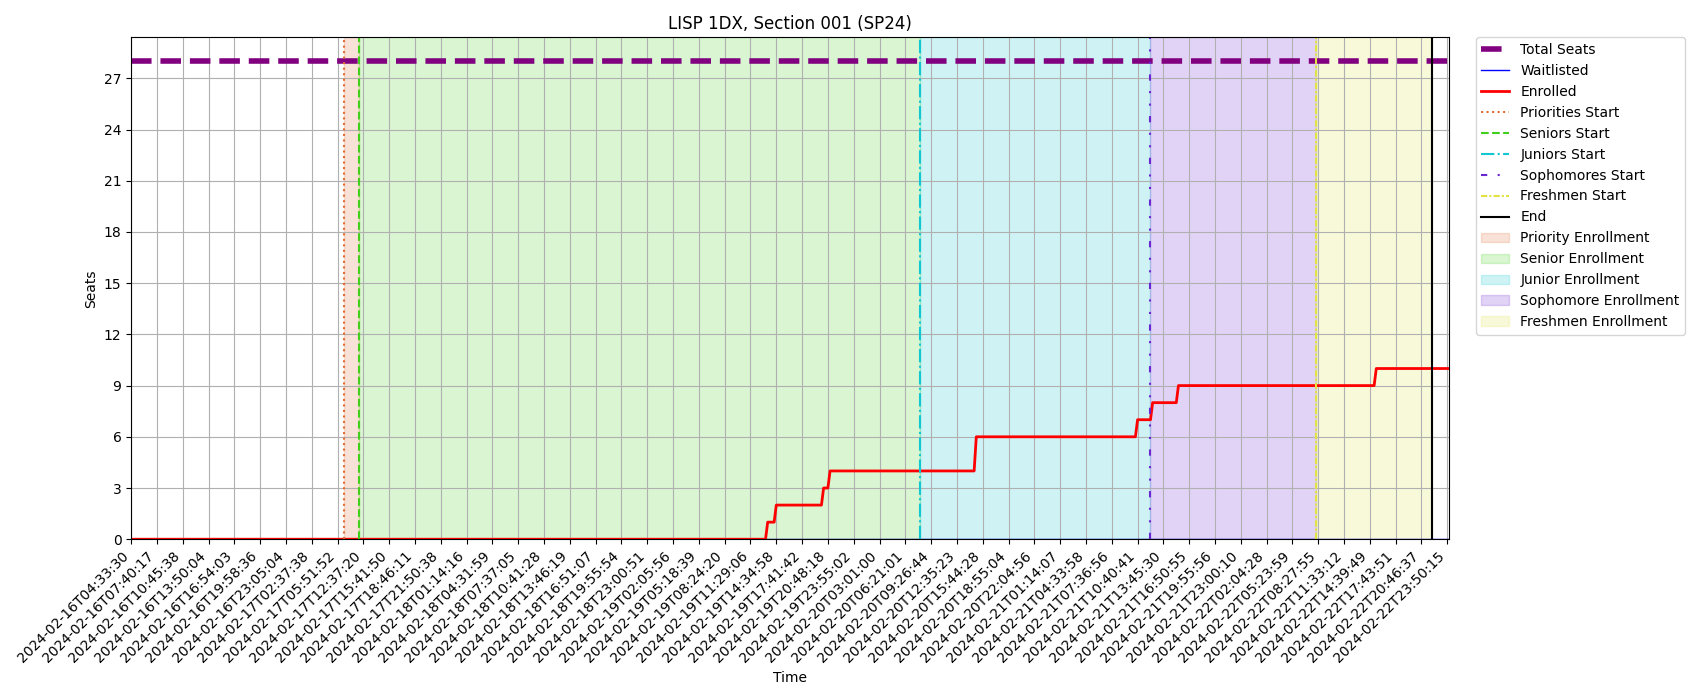 LISP 1DX, Section 001 (SP24)
Seats
27
24
21
18
15
12
9
6
3
0
2024-02-16T04:33:30
2024-02-16T07:40:17
2024-02-16T10:45:38
2024-02-16T13:50:04
2024-02-16T16:54:03
2024-02-16T19:58:36
2024-02-16T23:05:04
2024-02-17T02:37:38
2024-02-17T05:51:52
2024-02-17T12:37:20
2024-02-17T15:41:50
2024-02-17T18:46:11
2024-02-17T21:50:38
2024-02-18T01:14:16
2024-02-18T04:31:59
2024-02-18T07:37:05
2024-02-18T10:41:28
2024-02-18T13:46:19
2024-02-18T16:51:07
2024-02-18T19:55:54
2024-02-18T23:00:51
2024-02-19T02:05:56
2024-02-19T05:18:39
2024-02-19T08:24:20
2024-02-19T11:29:06
2024-02-19T14:34:58
2024-02-19T17:41:42
2024-02-19T20:48:18
2024-02-19T23:55:02
2024-02-20T03:01:00
2024-02-20T06:21:01
2024-02-20T09:26:44
2024-02-20T12:35:23
2024-02-20T15:44:28
2024-02-20T18:55:04
2024-02-20T22:04:56
2024-02-21T01:14:07
2024-02-21T04:33:58
2024-02-21T07:36:56
2024-02-21T10:40:41
2024-02-21T13:45:30
2024-02-21T16:50:55
2024-02-21T19:55:56
2024-02-21T23:00:10
2024-02-22T02:04:28
2024-02-22T05:23:59
2024-02-22T08:27:55
2024-02-22T11:33:12
2024-02-22T14:39:49
2024-02-22T17:43:51
2024-02-22T20:46:37
2024-02-22T23:50:15
Time
Total Seats
Waitlisted
Enrolled
Priorities Start
Seniors Start
Juniors Start
Sophomores Start
Freshmen Start
End
Priority Enrollment
Senior Enrollment
Junior Enrollment
Sophomore Enrollment
Freshmen Enrollment